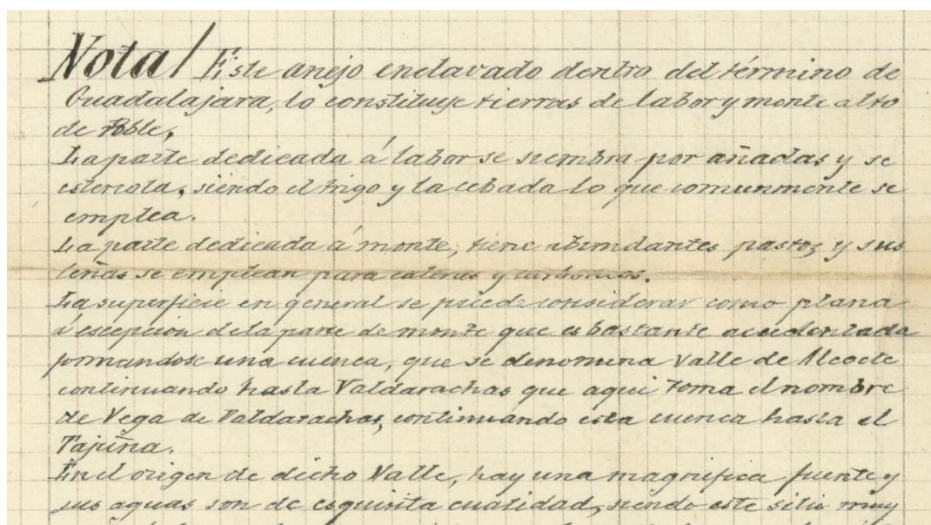 Nota/ Este anejo enclavado dentro del término de
Guadalajara, lo constituye tierras de labor y monte alto
de Roble,
La parte dedicada á labor se siembra por añadas y se
estercola, siendo el trigo y la cebada lo que comunmente se
emplea.
La parte dedicada á monte, tiene abundantes pastos y sus
leñas se emplean para caleras y carboneos.
La superficie en general se puede considerar como plana
á escepcion de la parte de monte que es bastante accidentada
formandose una cuenca, que se denomina Valle de Alcocte
continuando hasta Valdarachas que aqui toma el nombre
de Vega de Valdarachas, continuando esta cuenca hasta el
Tajuña.
En el origen de dicho Valle, hay una magnifica fuente y
sus aguas son de esquisita cualidad, siendo este sitio muy